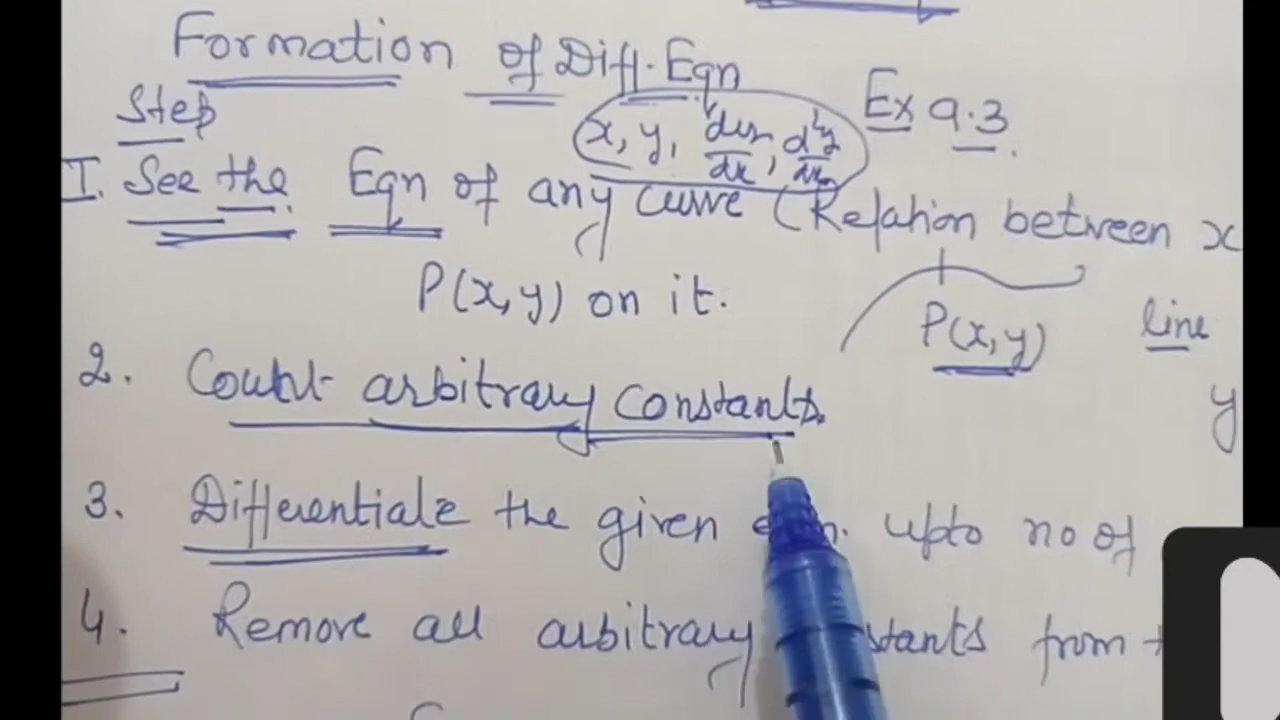 Formation of Diff. Eqn
Ex 9.3
Step
x, y, dy/dx, d²y/dx²
I. See the Eqn of any curve (Relation between x
P(x,y) on it.
P(x,y)
line
2. Count arbitrary constants.
y
3. Differentiate the given upto no of
4. Remove all arbitrary from